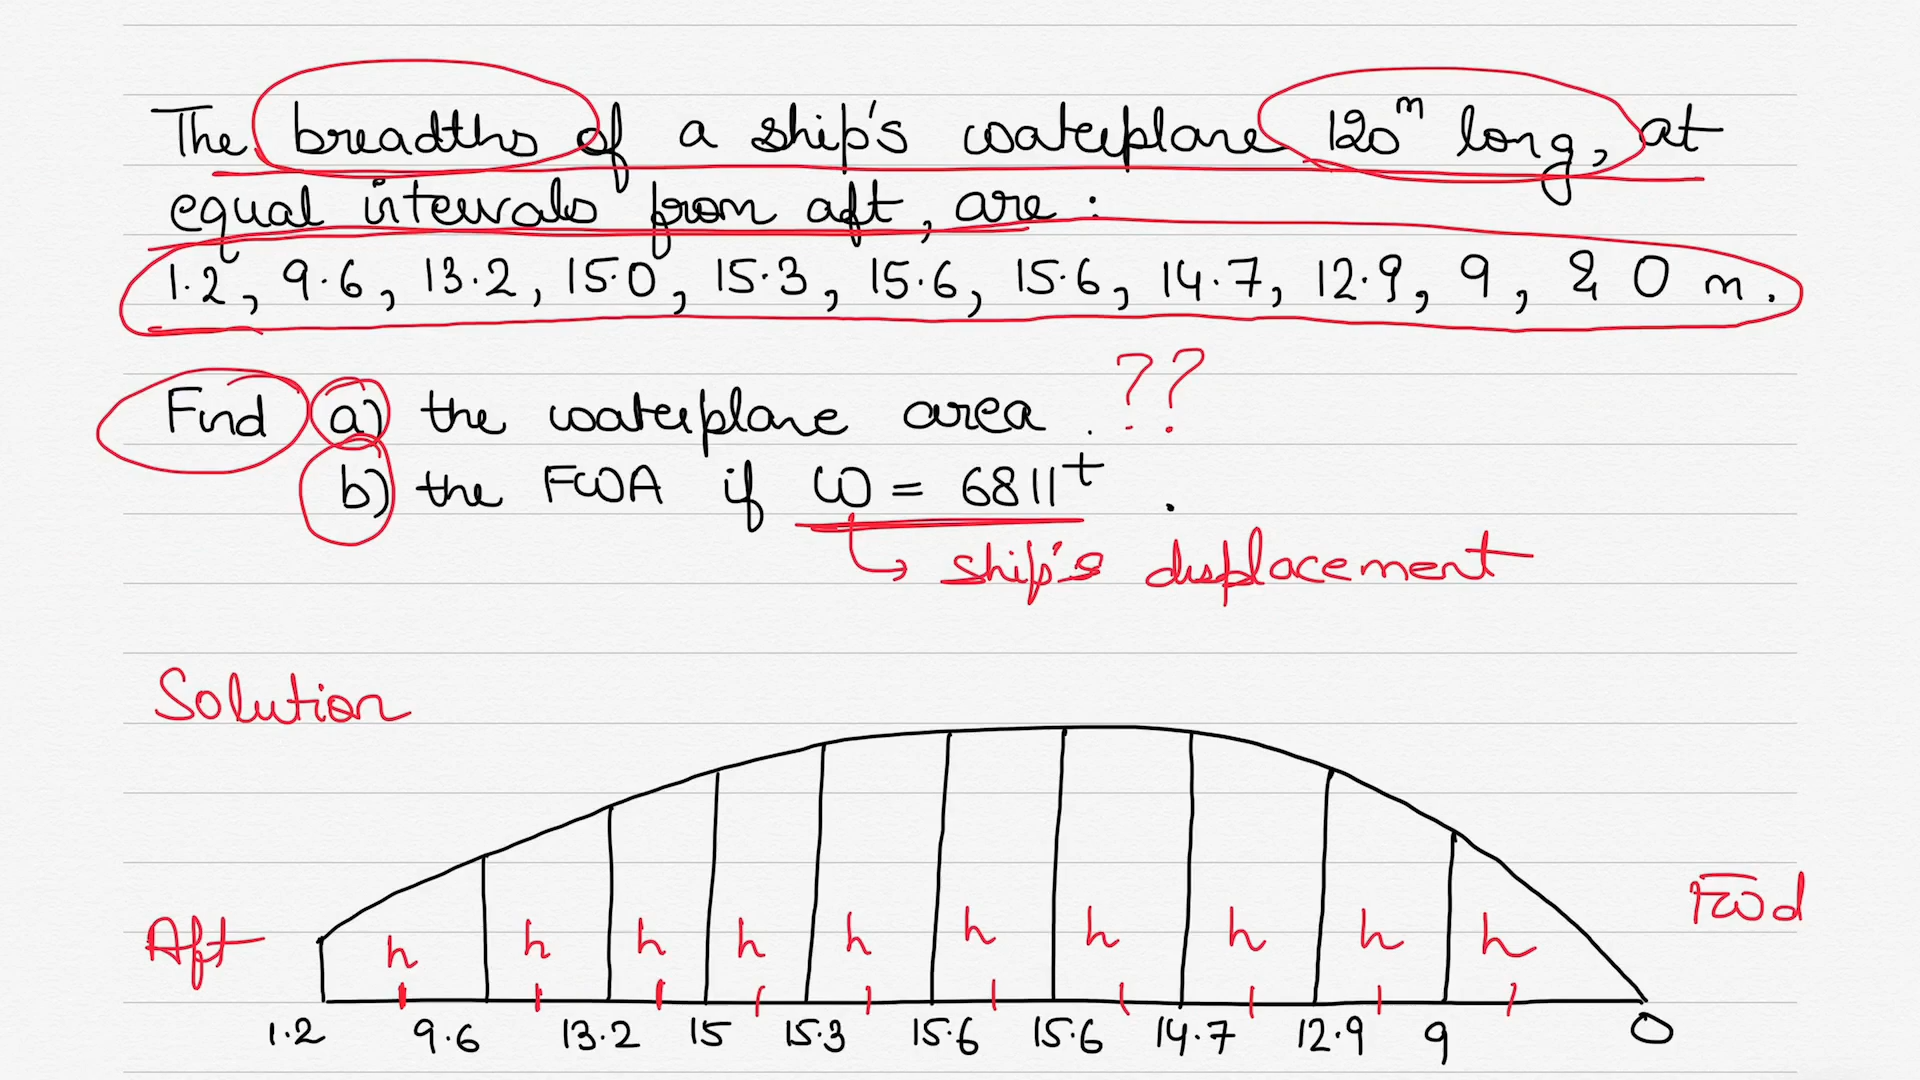 The breadths of a ship's waterplane 120ᵐ long, at
equal intervals from aft, are :
1.2, 9.6, 13.2, 15.0, 15.3, 15.6, 15.6, 14.7, 12.9, 9, & 0 m.
Find a) the waterplane area . ??
b) the FWA if W = 6811ᵗ .
↳ ship's displacement
Solution
Aft h h h h h h h h h h Fwd
1.2 9.6 13.2 15 15.3 15.6 15.6 14.7 12.9 9 0